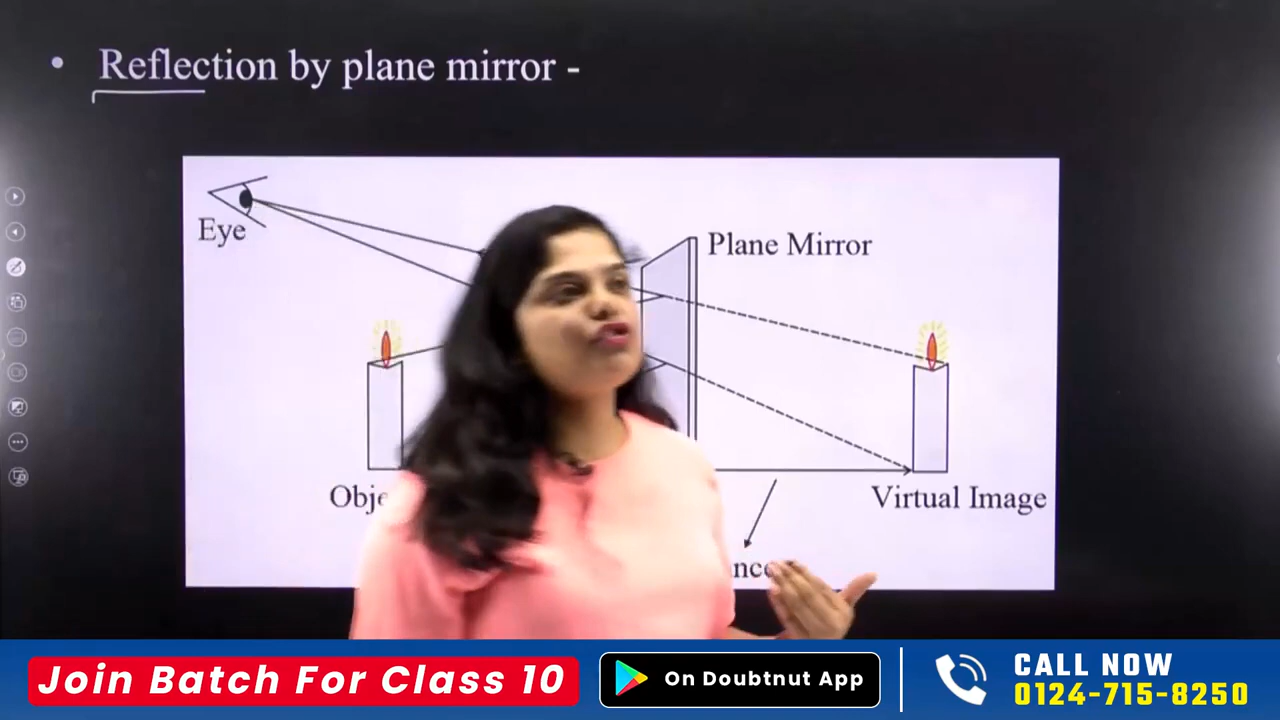 • Reflection by plane mirror -
Eye
Plane Mirror
Virtual Image
Join Batch For Class 10
On Doubtnut App
CALL NOW
0124-715-8250